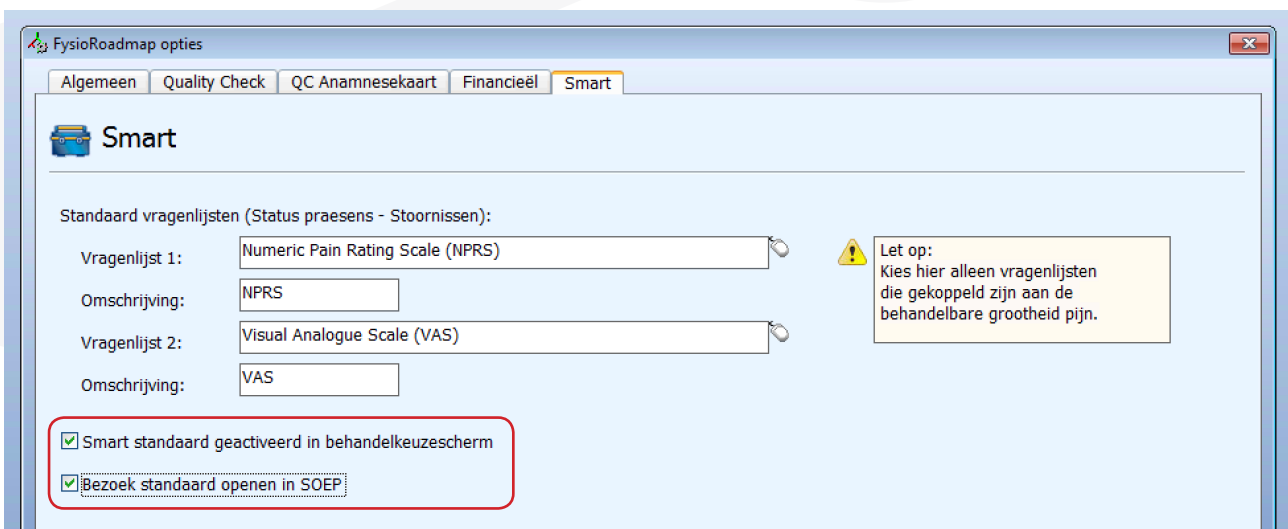 FysioRoadmap opties
Algemeen Quality Check QC Anamnesekaart Financieël Smart
Smart
Standaard vragenlijsten (Status praesens - Stoornissen):
Vragenlijst 1: Numeric Pain Rating Scale (NPRS)
Omschrijving: NPRS
Vragenlijst 2: Visual Analogue Scale (VAS)
Omschrijving: VAS
Let op:
Kies hier alleen vragenlijsten
die gekoppeld zijn aan de
behandelbare grootheid pijn.
Smart standaard geactiveerd in behandelkeuzescherm
Bezoek standaard openen in SOEP